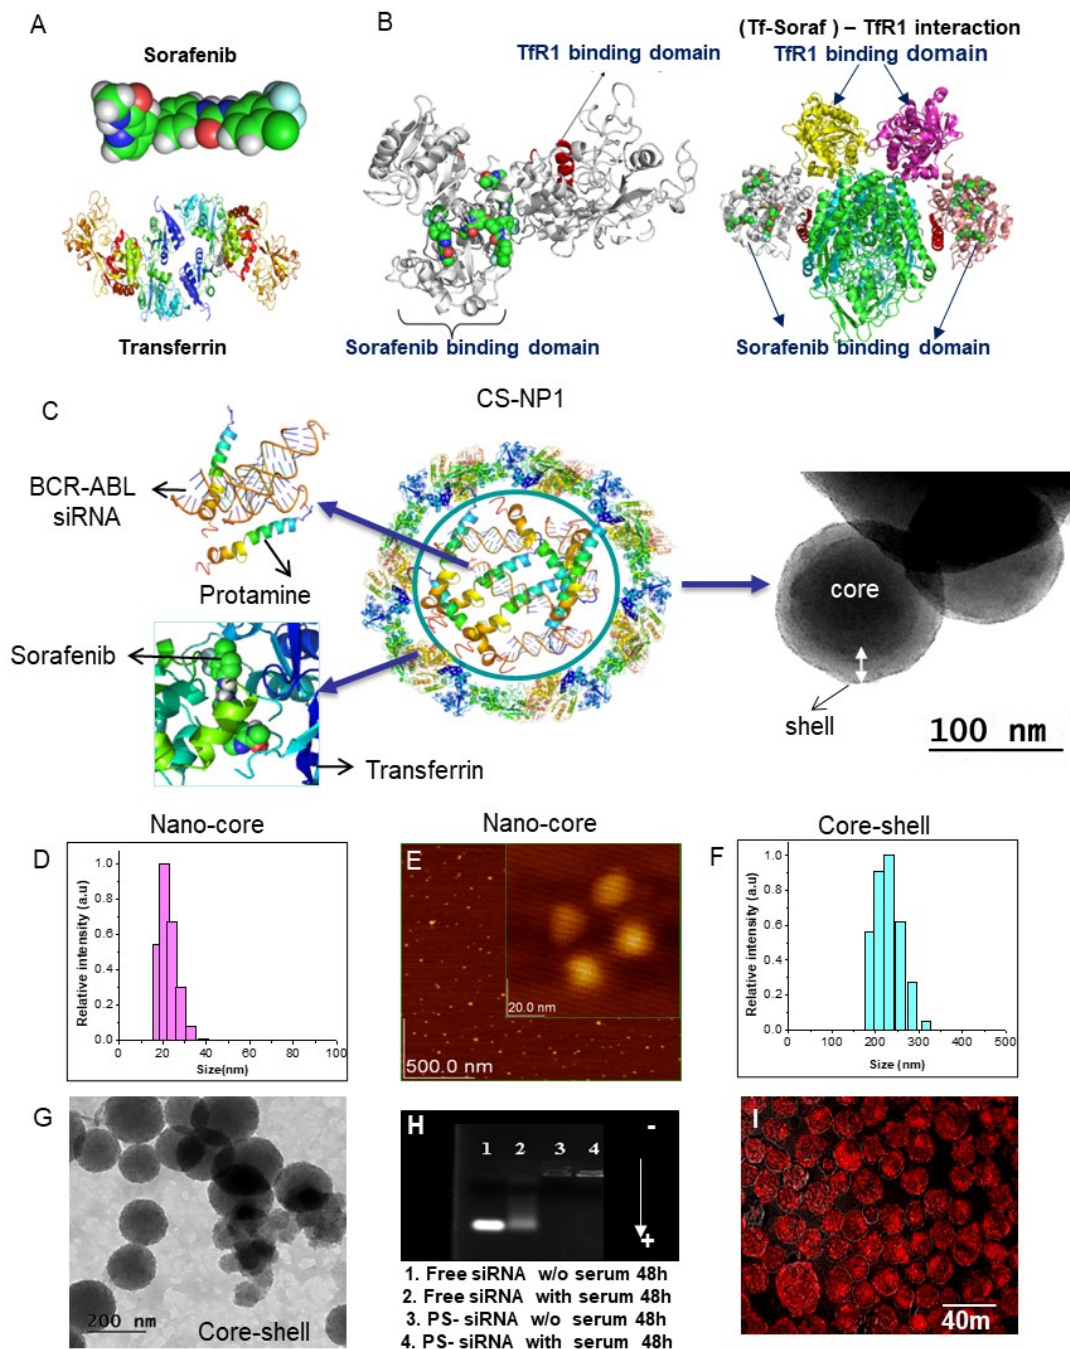 A
Sorafenib
Transferrin
B
TfR1 binding domain
Sorafenib binding domain
(Tf-Soraf ) – TfR1 interaction
TfR1 binding domain
Sorafenib binding domain
C
CS-NP1
BCR-ABL
siRNA
Protamine
Sorafenib
Transferrin
core
shell
100 nm
Nano-core
D
Relative intensity (a.u)
1.0
0.8
0.6
0.4
0.2
0.0
0
20
40
60
80
100
Size(nm)
Nano-core
E
20.0 nm
500.0 nm
Core-shell
F
Relative intensity (a.u)
1.0
0.8
0.6
0.4
0.2
0.0
0
100
200
300
400
500
Size (nm)
G
200 nm
Core-shell
H
1 2 3 4
-
+
1. Free siRNA w/o serum 48h
2. Free siRNA with serum 48h
3. PS- siRNA w/o serum 48h
4. PS- siRNA with serum 48h
I
40m